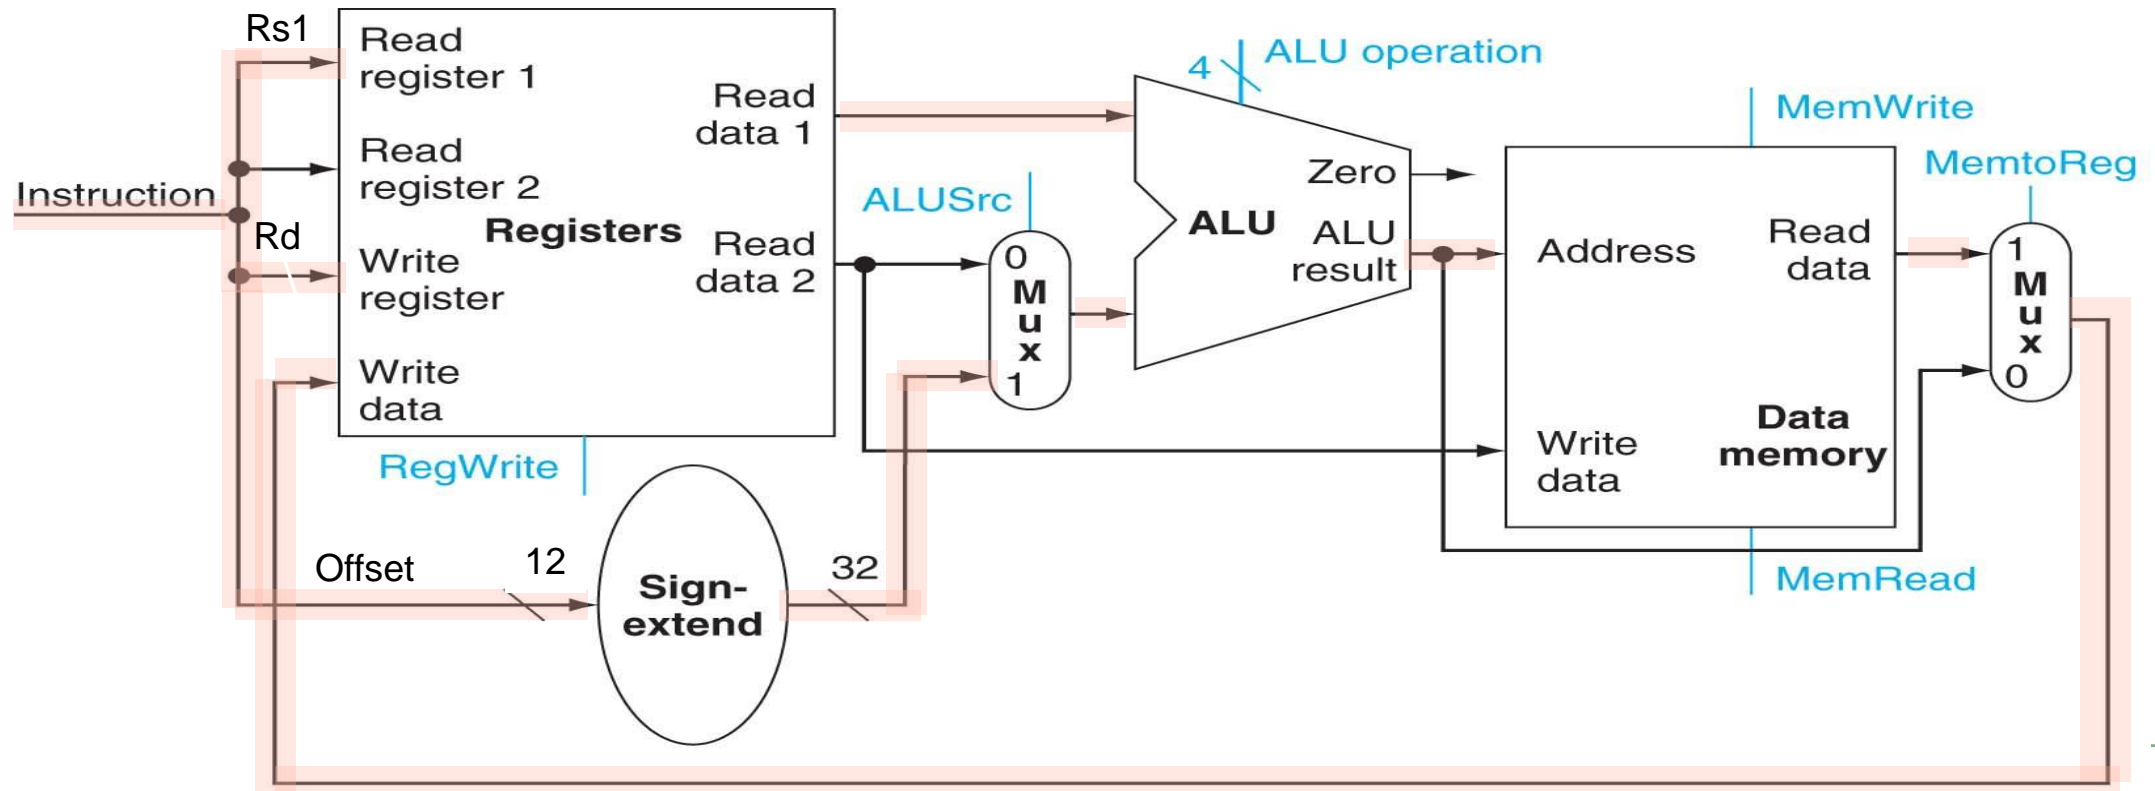 Rs1
Read
register 1
Read
data 1
Read
register 2
Instruction
Rd
Registers
Write
register
Read
data 2
Write
data
RegWrite
Offset
12
Sign-
extend
32
ALUSrc
0
M
u
x
1
4
ALU operation
Zero
ALU
ALU
result
MemWrite
Address
Read
data
Write
data
Data
memory
MemRead
MemtoReg
1
M
u
x
0